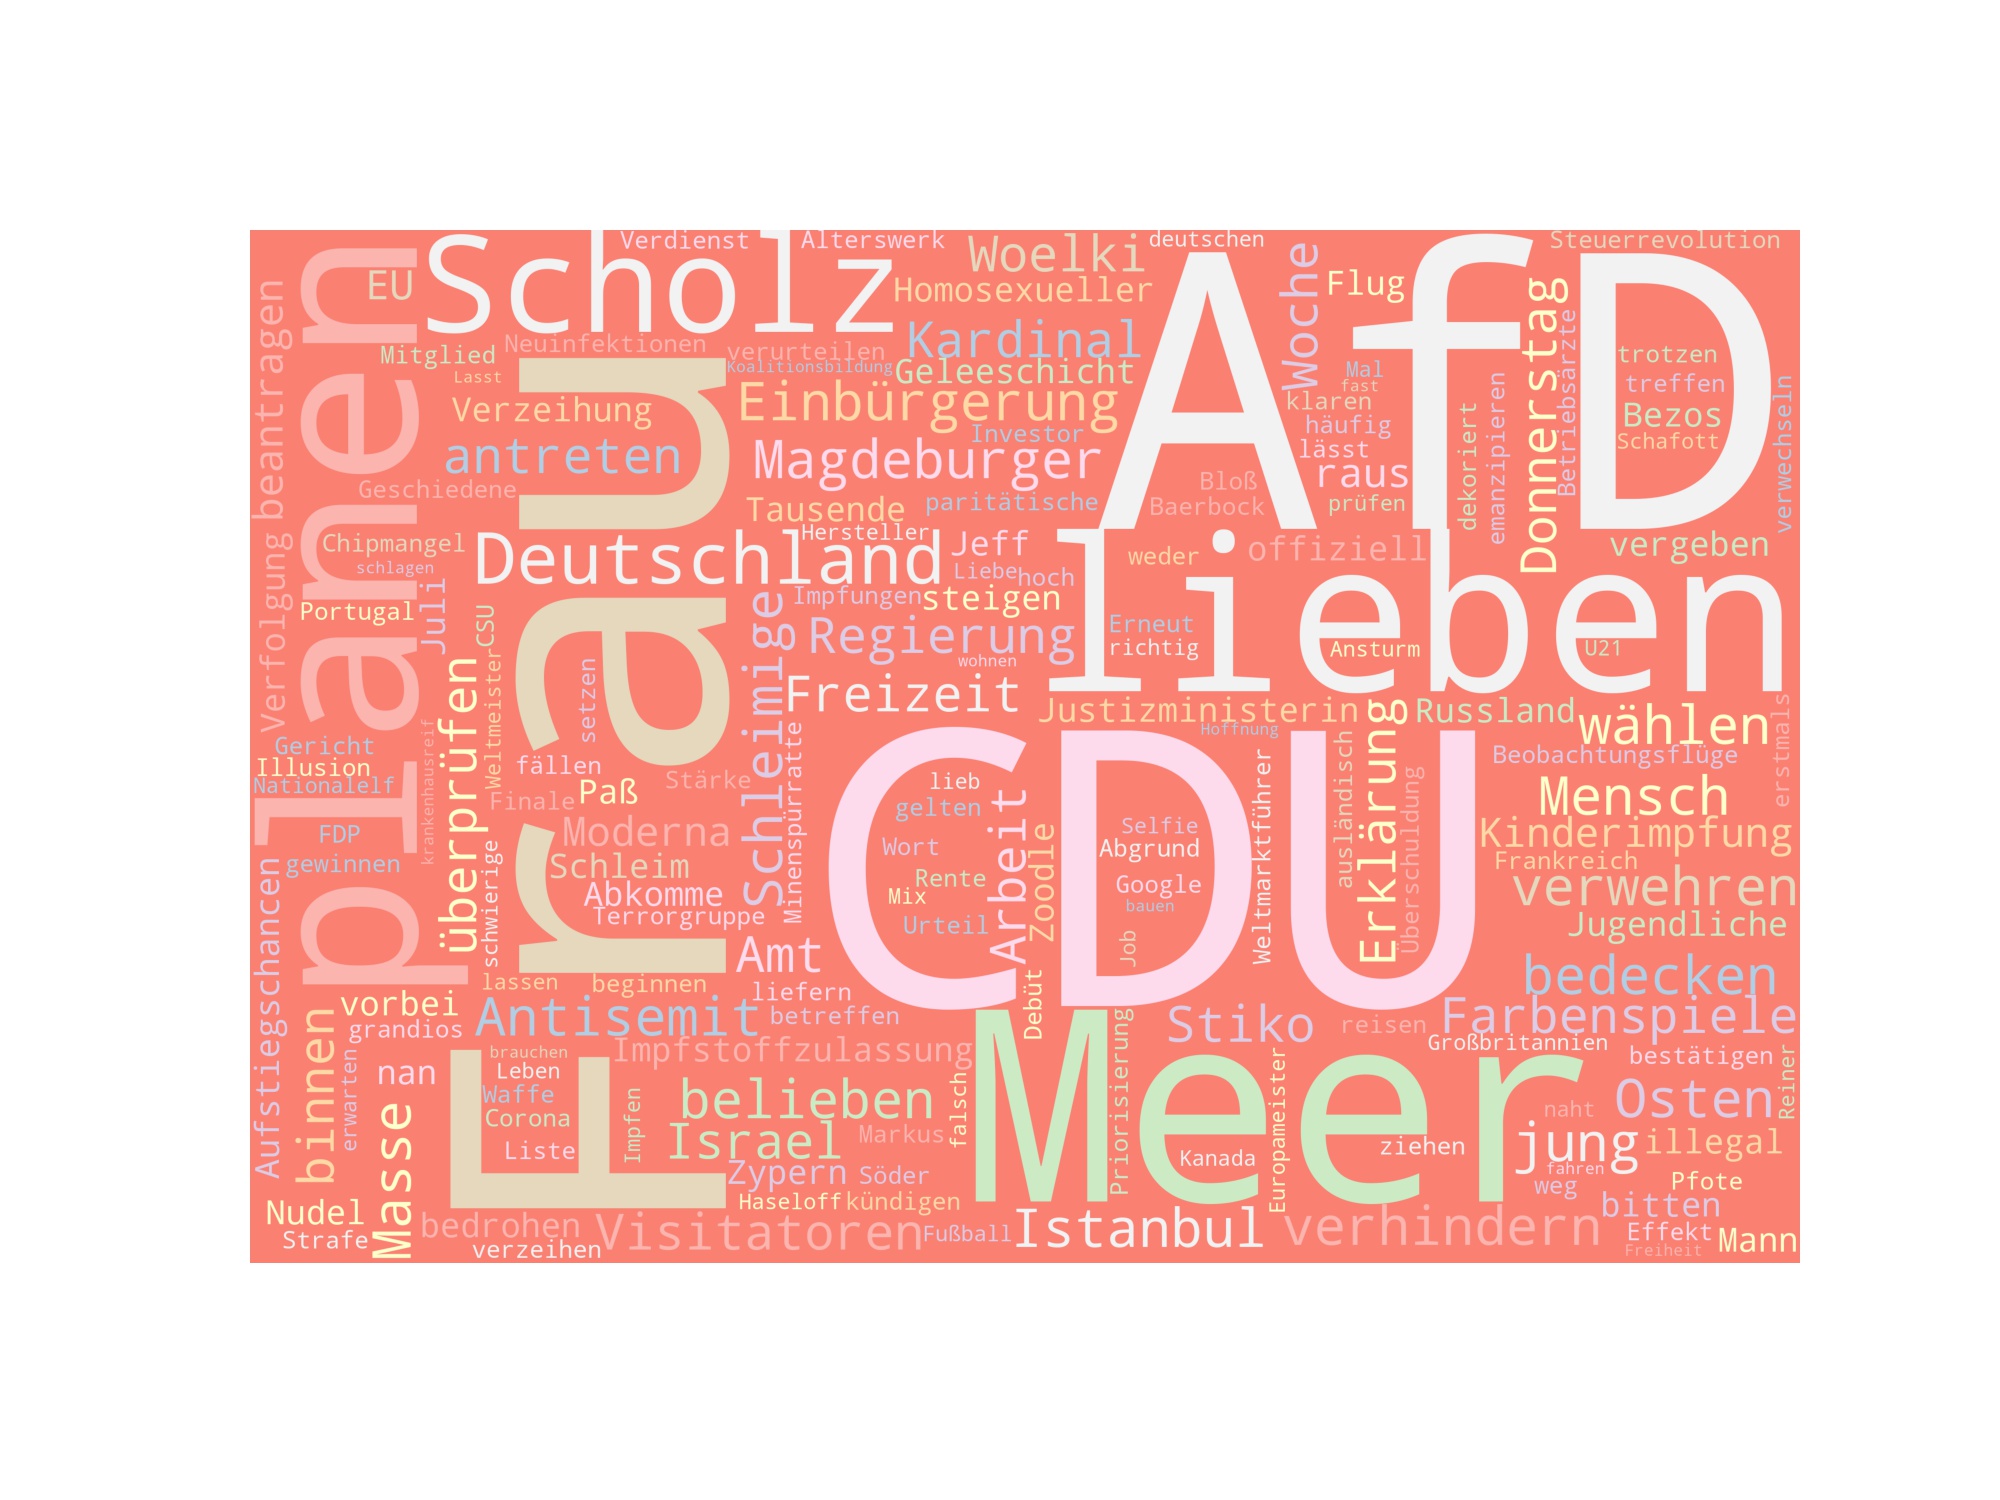 Scholz
Verdienst
Alterswerk
Woelki
deutschen
Steuerrevolution
AfD
EU
Homosexueller
Flug
Woche
Donnerstag
Betriebsärzte
planen
Verfolgung
beantragen
Neuinfektionen
verurteilen
Kardinal
Mitglied
Lasst
Koalitionsbildung
Geleeschicht
Mal
fast
trotzen
treffen
Verzeihung
Einbürgerung
klaren
häufig
Bezos
Schafott
dekoriert
emanzipieren
verwechseln
antreten
Investor
lässt
Magdeburger
raus
Bloß
Geschiedene
Tausende
paritätische
Baerbock
prüfen
Frau
Chipmangel
Deutschland
Hersteller
Jeff
weder
offiziell
vergeben
lieben
schlagen
Liebe
hoch
Portugal
Juli
CSU
Impfungen
steigen
Schleimige
Regierung
Erneut
richtig
Ansturm
U21
wohnen
überprüfen
Weltmeister
setzen
Freizeit
Justizministerin
Russland
wählen
Hoffnung
Gericht
Illusion
Nationalelf
krankenhausreif
fällen
Stärke
Minenspürratte
CDU
Weltmarktführer
ausländisch
Erklärung
Überschuldung
Beobachtungsflüge
erstmals
Finale
Paß
lieb
gelten
Arbeit
Mensch
FDP
gewinnen
Moderna
Wort
Zoodle
Selfie
Abgrund
Kinderimpfung
Frankreich
schwierige
Schleim
Abkomme
Terrorgruppe
Rente
Mix
Urteil
Google
bauen
Job
verwehren
Jugendliche
Aufstiegschancen
Amt
lassen
beginnen
liefern
bedecken
binnen
vorbei
grandios
Antisemit
betreffen
Debüt
Meer
Priorisierung
Stiko
reisen
Farbenspiele
Großbritannien
bestätigen
Reiner
erwarten
nan
brauchen
Leben
Impfstoffzulassung
Europameister
Masse
Waffe
Corona
Impfen
belieben
falsch
Osten
naht
Liste
Israel
Markus
Kanada
ziehen
jung
illegal
fahren
weg
Zypern
Söder
Pfote
Nudel
Haseloff
kündigen
bitten
Strafe
bedrohen
verzeihen
Visitatoren
Fußball
Istanbul
verhindern
Effekt
Freiheit
Mann